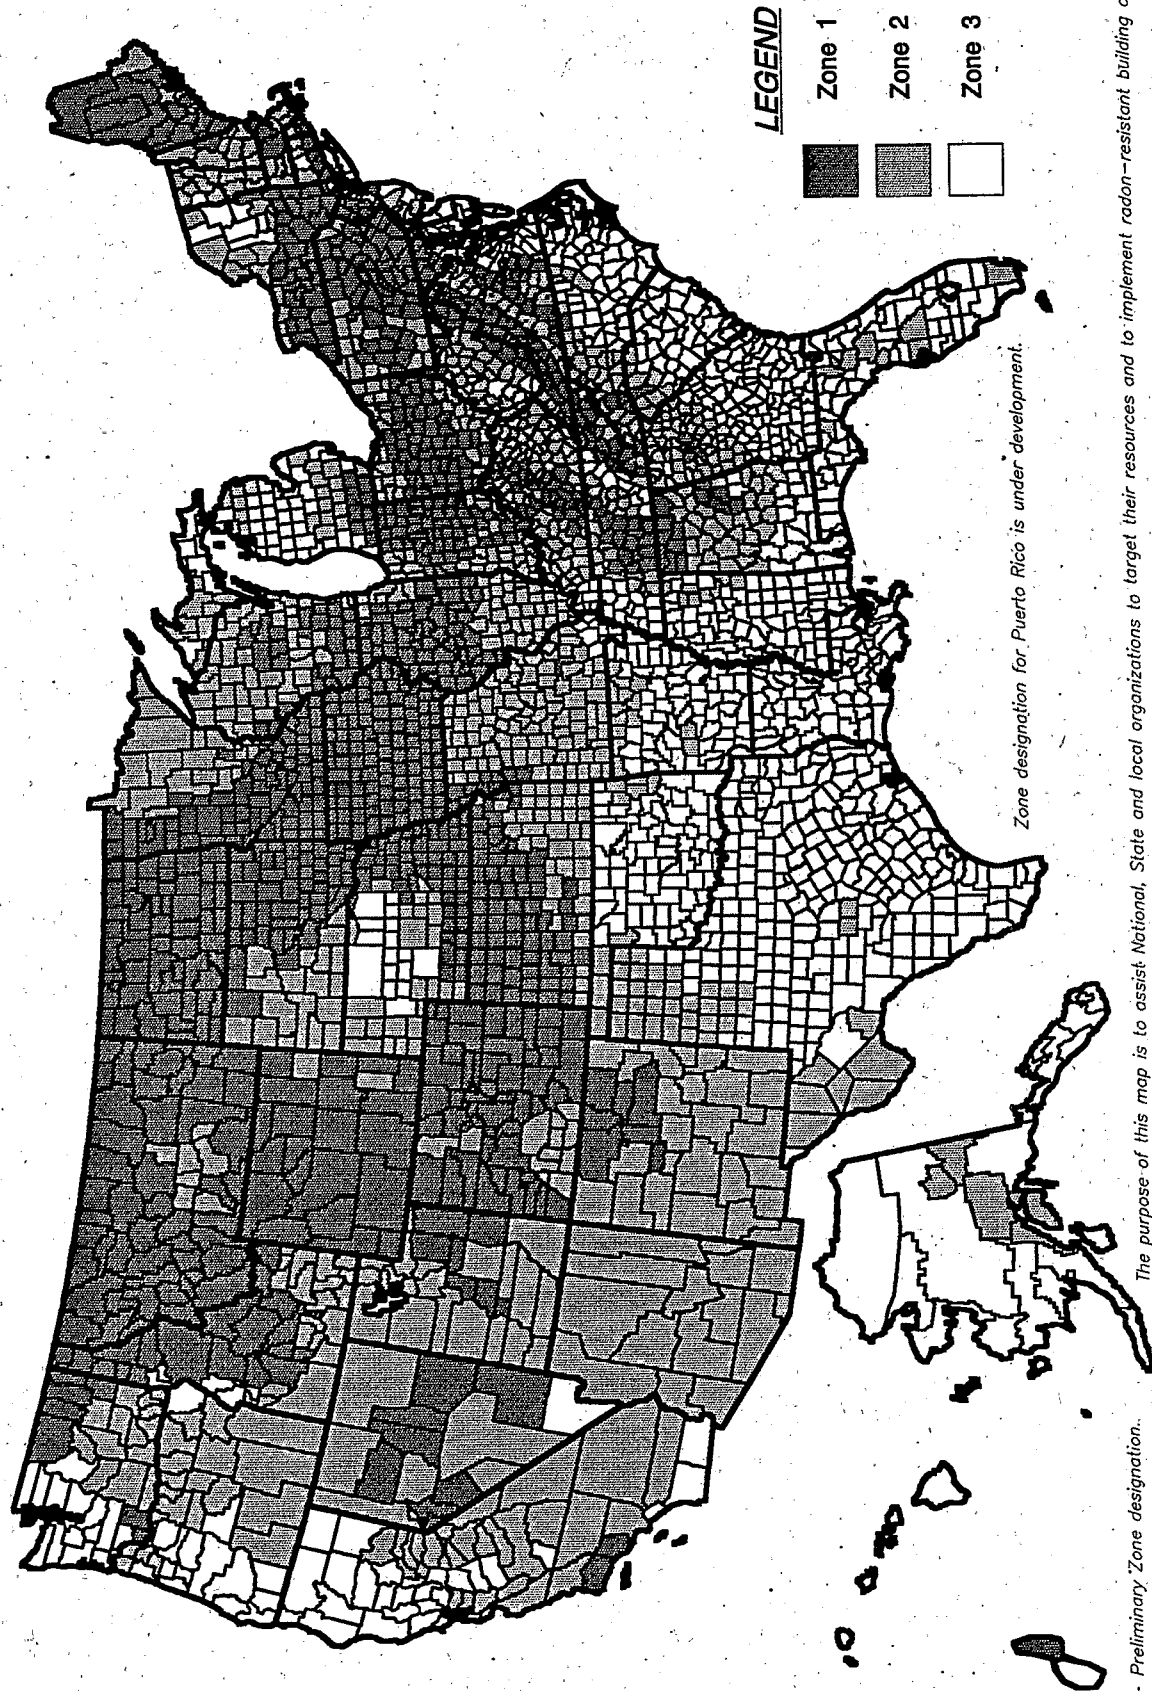 LEGEND
Zone 1
Zone 2
Zone 3
Zone designation for Puerto Rico is under development.
Preliminary Zone designation.
The purpose of this map is to assist National, State and local organizations to target their resources and to implement radon-resistant building